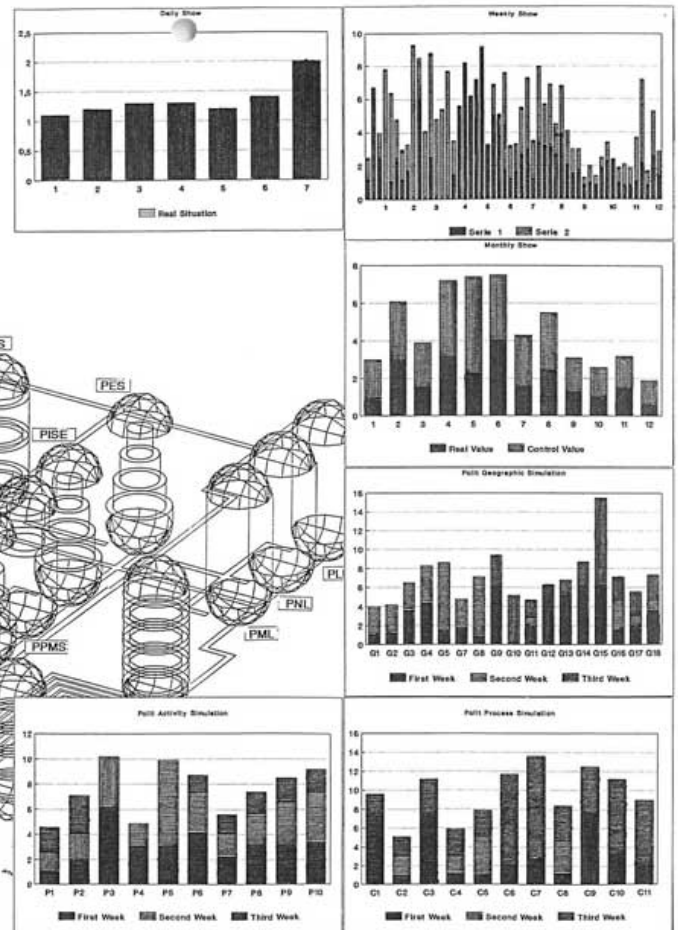 Daily Show
2,5
2
1,5
1
0,5
0
1 2 3 4 5 6 7
Real Situation
Weekly Show
10
8
6
4
2
0
1 2 3 4 5 6 7 8 9 10 11 12
Serie 1 Serie 2
Monthly Show
8
6
4
2
0
1 2 3 4 5 6 7 8 9 10 11 12
Real Value Control Value
S
PES
PISE
PL
PNL
PML
PPMS
Politi Geographic Simulation
16
14
12
10
8
6
4
2
0
G1 G2 G3 G4 G5 G7 G8 G9 G10 G11 G12 G13 G14 G15 G16 G17 G18
First Week Second Week Third Week
Politi Activity Simulation
12
10
8
6
4
2
0
P1 P2 P3 P4 P5 P6 P7 P8 P9 P10
First Week Second Week Third Week
Politi Process Simulation
16
14
12
10
8
6
4
2
0
C1 C2 C3 C4 C5 C6 C7 C8 C9 C10 C11
First Week Second Week Third Week